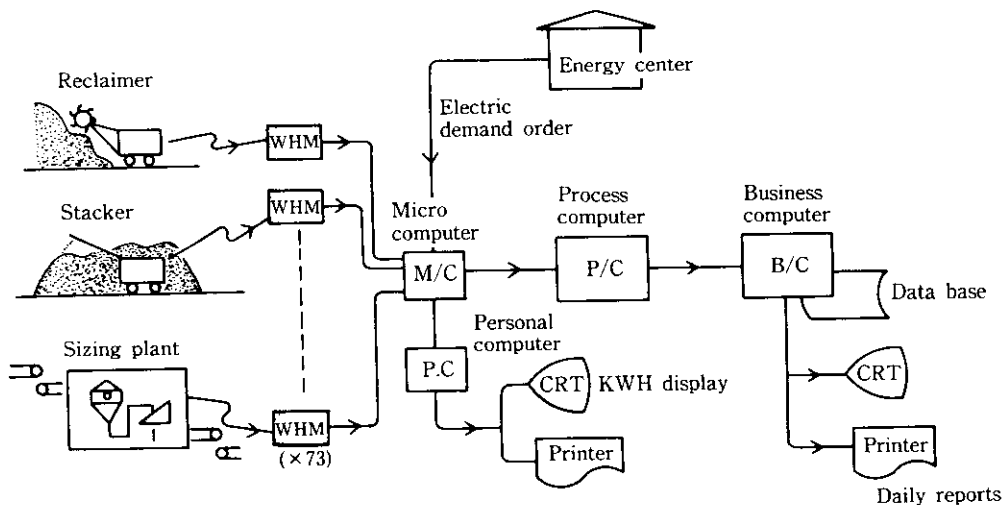 Energy center
Reclaimer
Electric
demand order
WHM
Stacker
WHM
Micro
computer
Process
computer
Business
computer
M/C
P/C
B/C
Data base
Sizing plant
Personal
computer
P.C
CRT
KWH display
CRT
WHM
(×73)
Printer
Printer
Daily reports